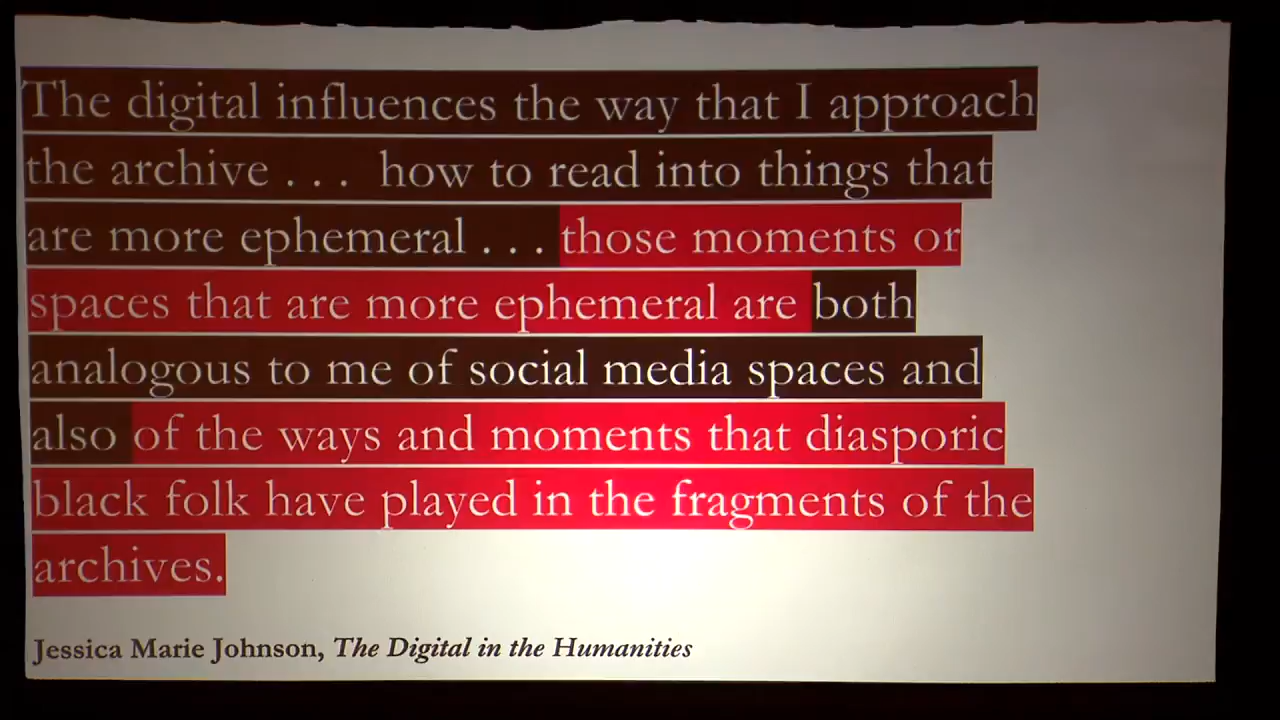 The digital influences the way that I approach
the archive . . . how to read into things that
are more ephemeral . . . those moments or
spaces that are more ephemeral are both
analogous to me of social media spaces and
also of the ways and moments that diasporic
black folk have played in the fragments of the
archives.
Jessica Marie Johnson, The Digital in the Humanities